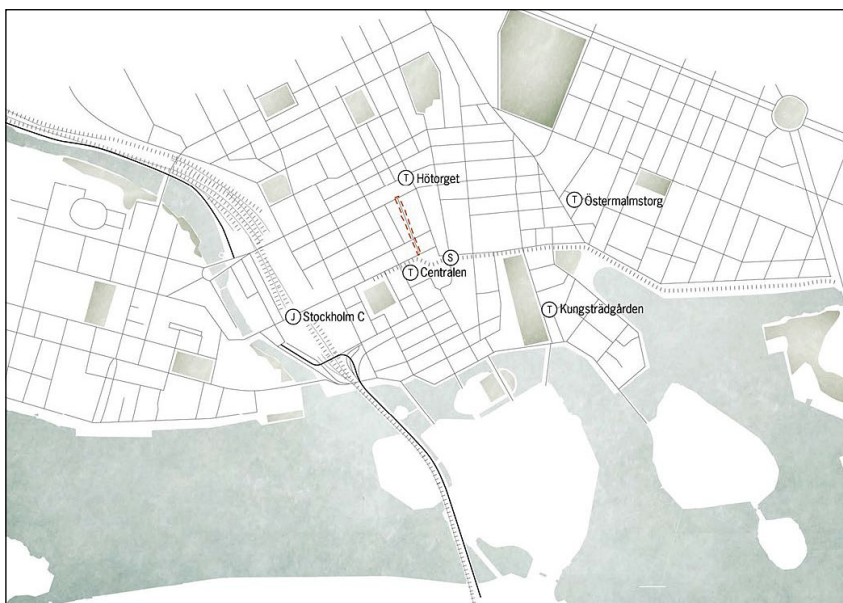 T Hötorget
T Östermalmstorg
S
T Centralen
T Kungsträdgården
J Stockholm C